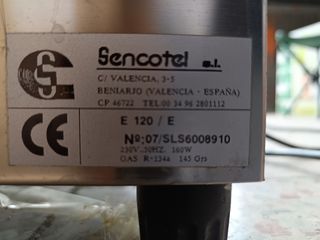 Sencotel s.l.
C/ VALENCIA, 3-5
BENIARJO (VALENCIA - ESPAÑA)
CP 46722 TEL.00 34 96 2801112
CE
E 120 / E
Nº:07/SLS6008910
230V..50HZ. 160W
GAS R-134a 145 Grs